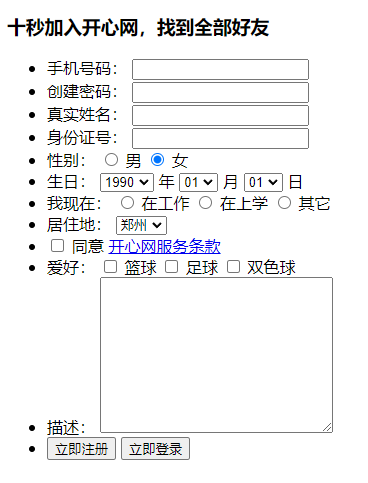 十秒加入开心网，找到全部好友
手机号码：
创建密码：
真实姓名：
身份证号：
性别： 男 女
生日： 1990 年 01 月 01 日
我现在： 在工作 在上学 其它
居住地： 郑州
同意 开心网服务条款
爱好： 篮球 足球 双色球
描述：
立即注册 立即登录